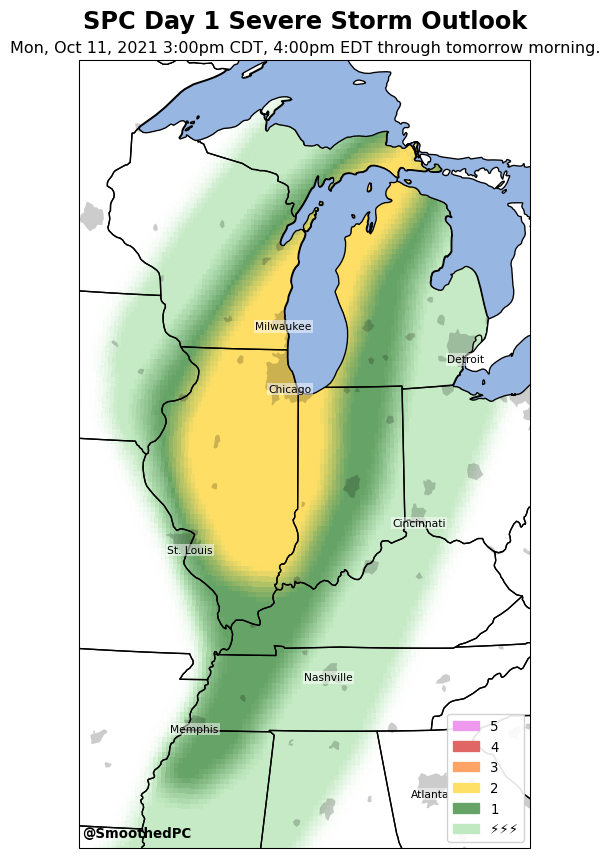 SPC Day 1 Severe Storm Outlook
Mon, Oct 11, 2021 3:00pm CDT, 4:00pm EDT through tomorrow morning.
Milwaukee
Detroit
Chicago
Cincinnati
St. Louis
Nashville
Memphis
Atlanta
5
4
3
2
1
⚡⚡⚡
@SmoothedPC